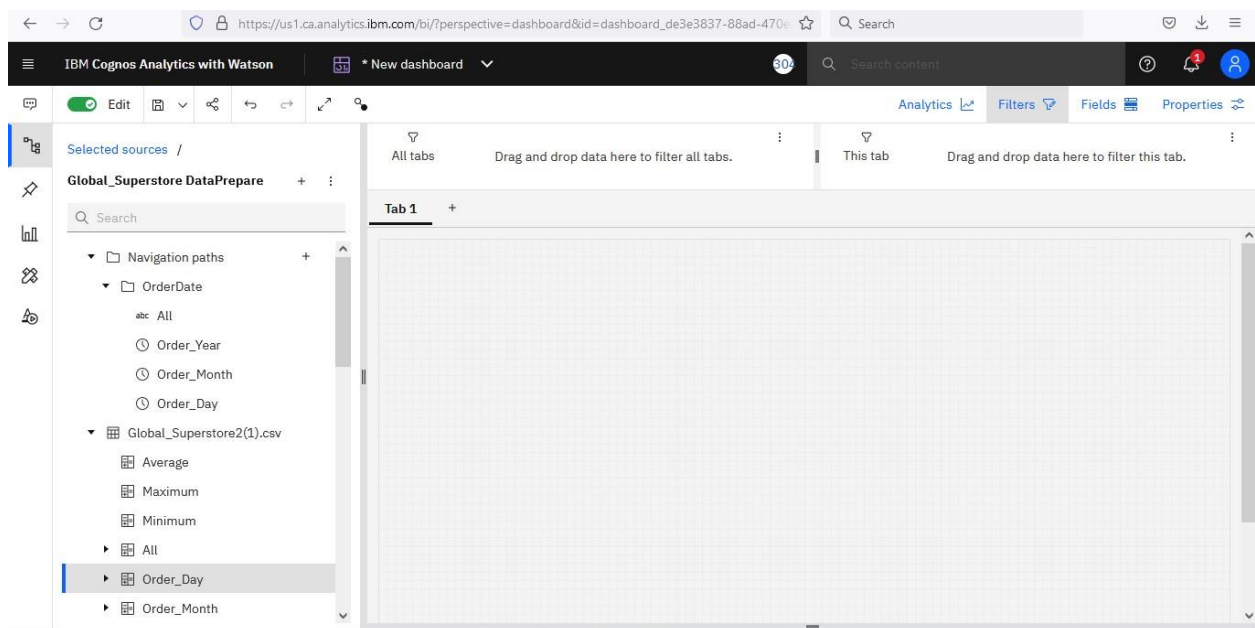 https://us1.ca.analytics.ibm.com/bi/?perspective=dashboard&id=dashboard_de3e3837-88ad-470e
Search
IBM Cognos Analytics with Watson
* New dashboard
304
Search content
1
Edit
Analytics
Filters
Fields
Properties
Selected sources /
Global_Superstore DataPrepare
Search
All tabs
Drag and drop data here to filter all tabs.
This tab
Drag and drop data here to filter this tab.
Tab 1
Navigation paths
OrderDate
abc All
Order_Year
Order_Month
Order_Day
Global_Superstore2(1).csv
Average
Maximum
Minimum
All
Order_Day
Order_Month